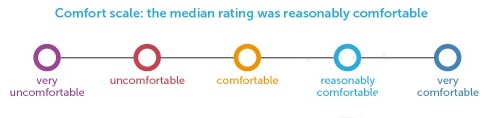 Comfort scale: the median rating was reasonably comfortable
very uncomfortable
uncomfortable
comfortable
reasonably comfortable
very comfortable